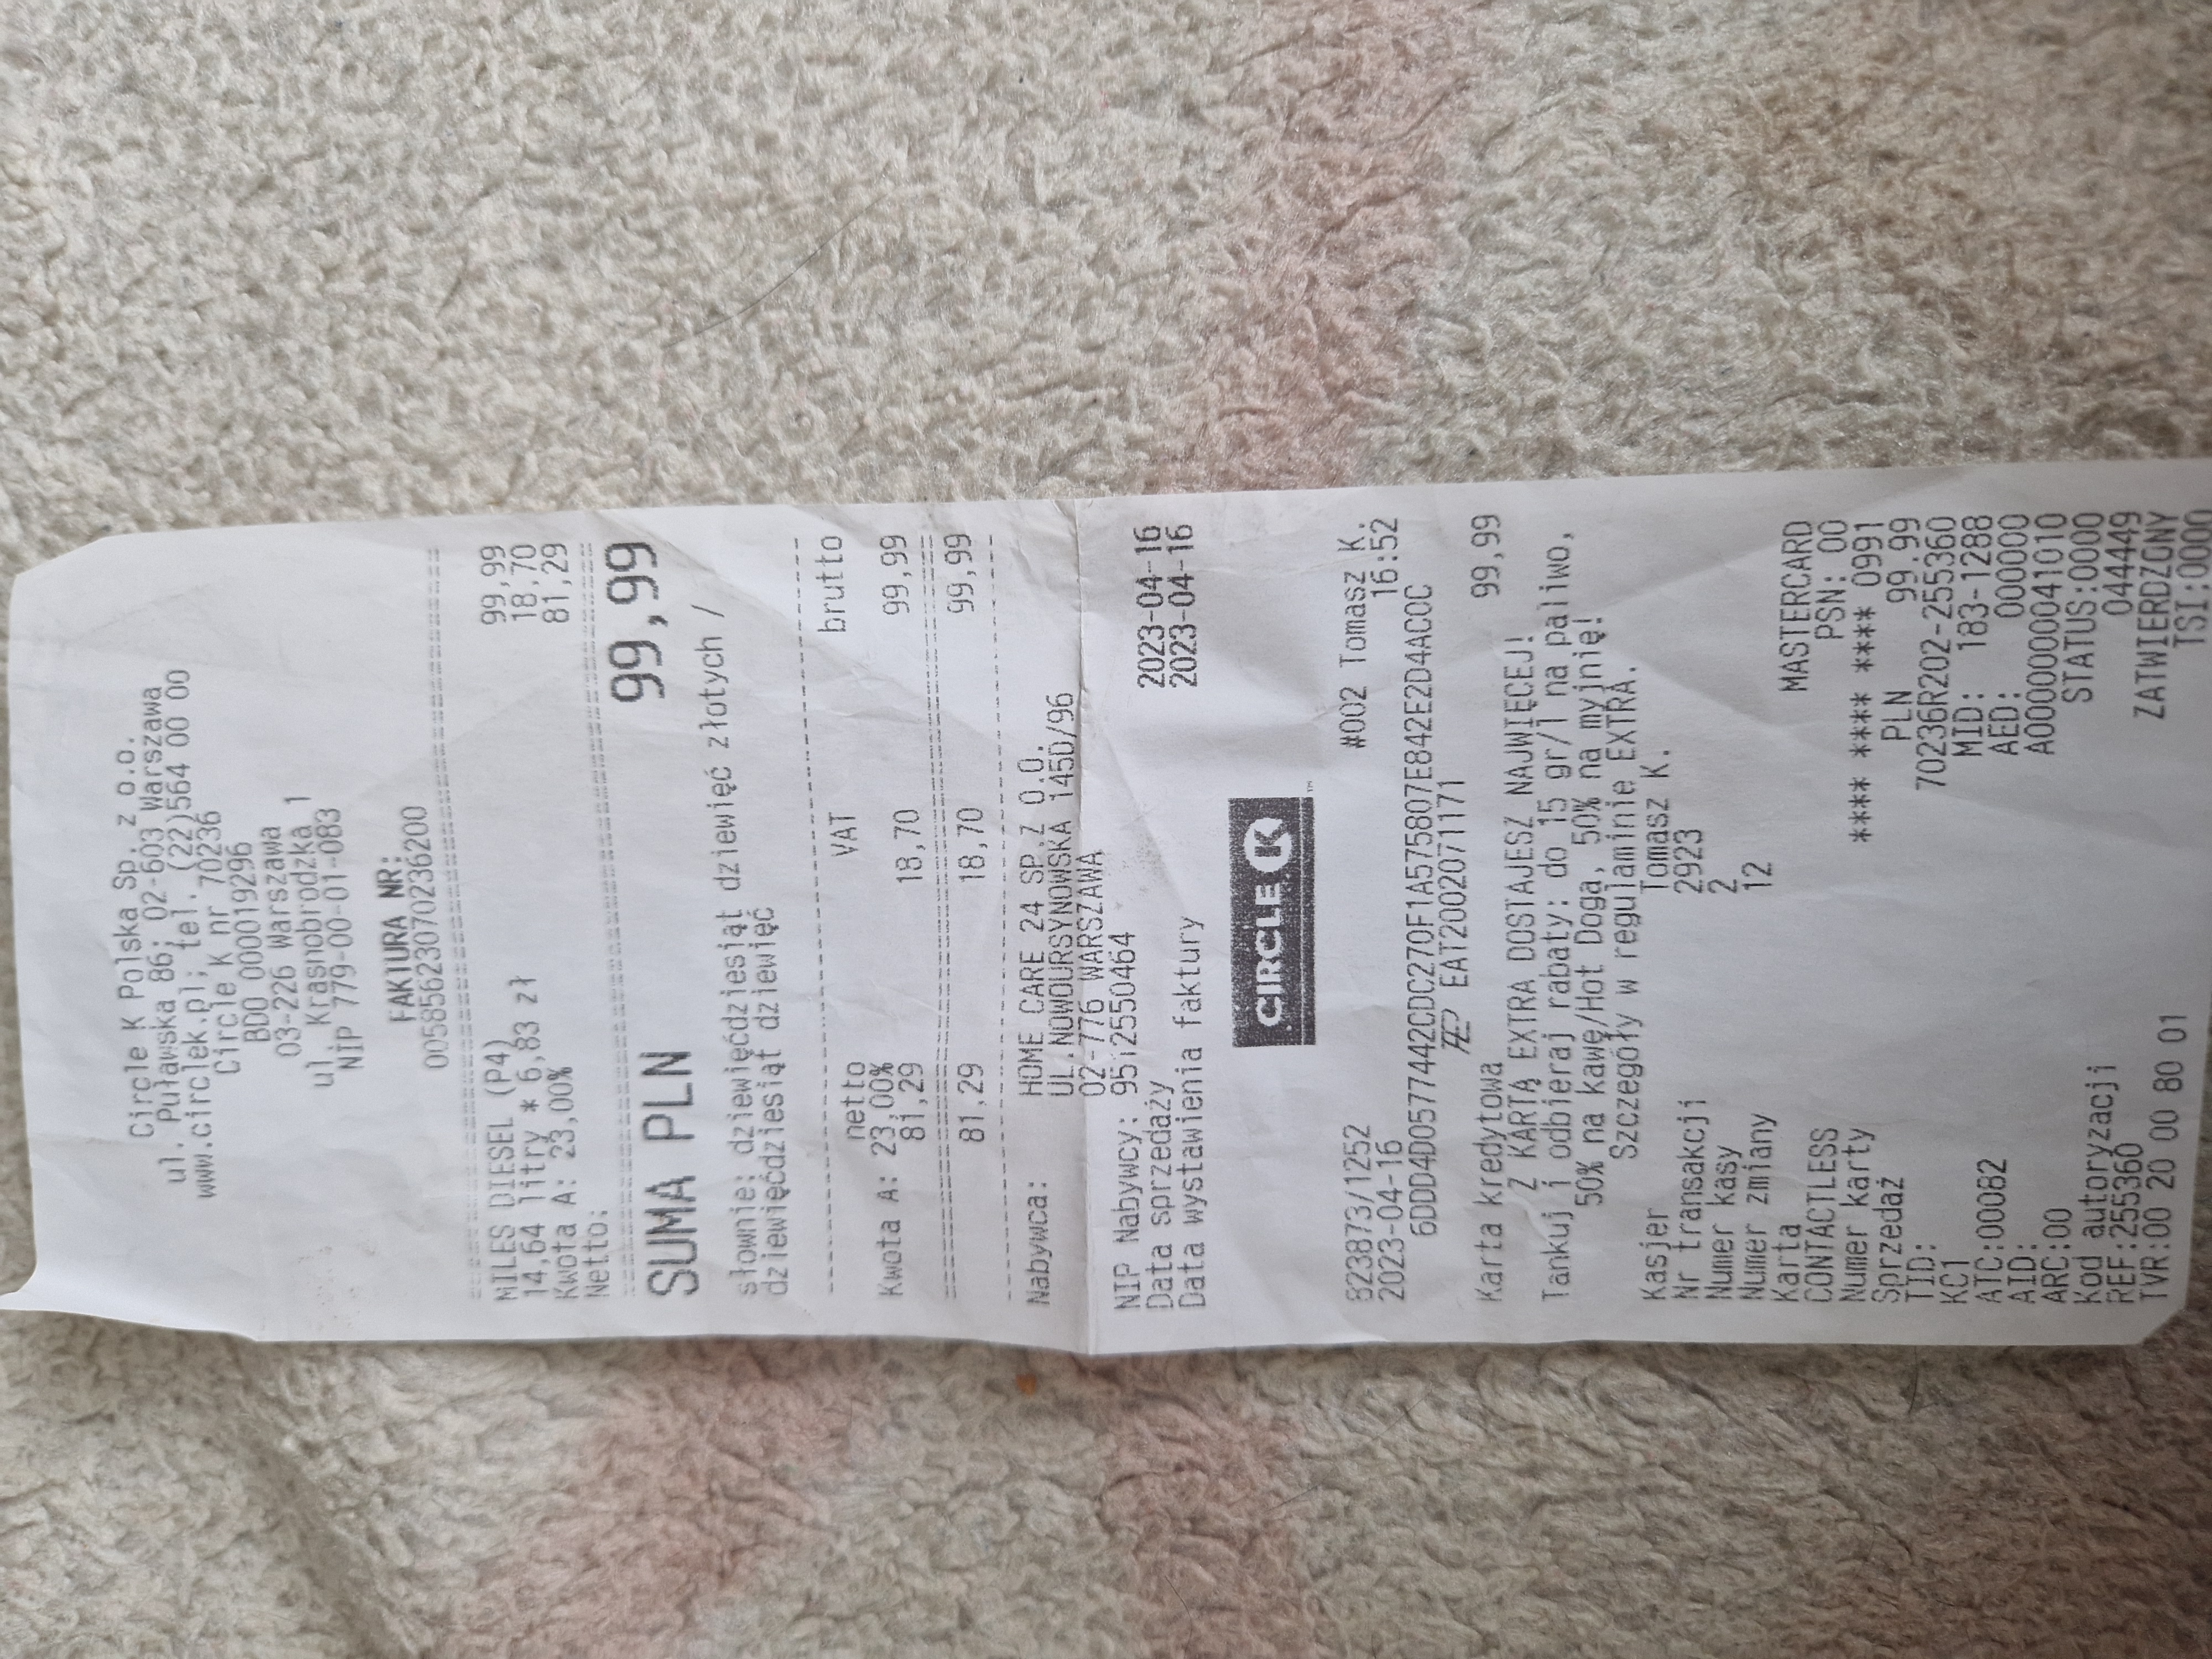 Circle K Polska Sp. z o.o.
ul. Puławska 86; 02-603 Warszawa
www.circlek.pl; tel. (22)564 00 00
Circle K nr 70236
BDO 000019296
03-226 Warszawa
ul. Krasnobrodzka 1
NIP 779-00-01-083
FAKTURA NR:
00585623070236200
MILES DIESEL (P4) 99,99
14,64 litry * 6,83 zł 18,70
Kwota A: 23,00% 81,29
Netto:
SUMA PLN 99,99
słownie: dziewięćdziesiąt dziewięć złotych /
dziewięćdziesiąt dziewięć
netto VAT brutto
Kwota A: 23,00%
81,29 18,70 99,99
81,29 18,70 99,99
Nabywca: HOME CARE 24 SP.Z O.O.
UL.NOWOURSYNOWSKA 145D/96
02-776 WARSZAWA
NIP Nabywcy: 9512550464
Data sprzedaży 2023-04-16
Data wystawienia faktury 2023-04-16
CIRCLE K ™
823873/1252 #002 Tomasz K.
2023-04-16 16:52
6DDD4D0577442CDC270F1A575807E842E2D4AC0C
EAT2002071171
Karta kredytowa 99,99
Z KARTĄ EXTRA DOSTAJESZ NAJWIĘCEJ!
Tankuj i odbieraj rabaty: do 15 gr/l na paliwo,
50% na kawę/Hot Doga, 50% na myjnię!
Szczegóły w regulaminie EXTRA.
Kasjer Tomasz K.
Nr transakcji 2923
Numer kasy 2
Numer zmiany 12
Karta MASTERCARD
CONTACTLESS PSN: 00
Numer karty **** **** **** 0991
Sprzedaż PLN 99.99
TID: 70236R202-255360
KC1 MID: 183-1288
ATC:00082 AED: 000000
AID: A0000000041010
ARC:00 STATUS:0000
Kod autoryzacji 044449
REF:255360 ZATWIERDZONY
TVR:00 20 00 80 01 TSI:0000